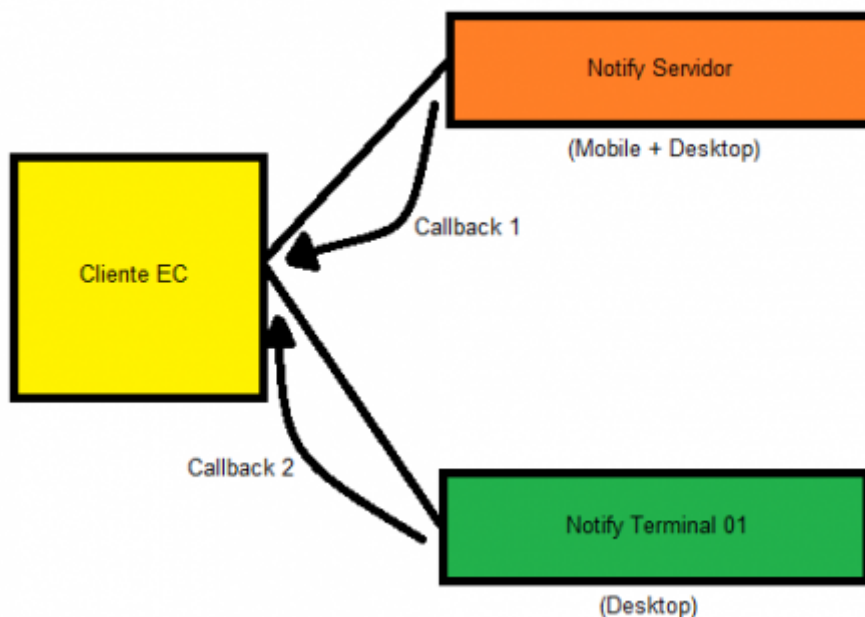 Notify Servidor
(Mobile + Desktop)
Callback 1
Cliente EC
Callback 2
Notify Terminal 01
(Desktop)